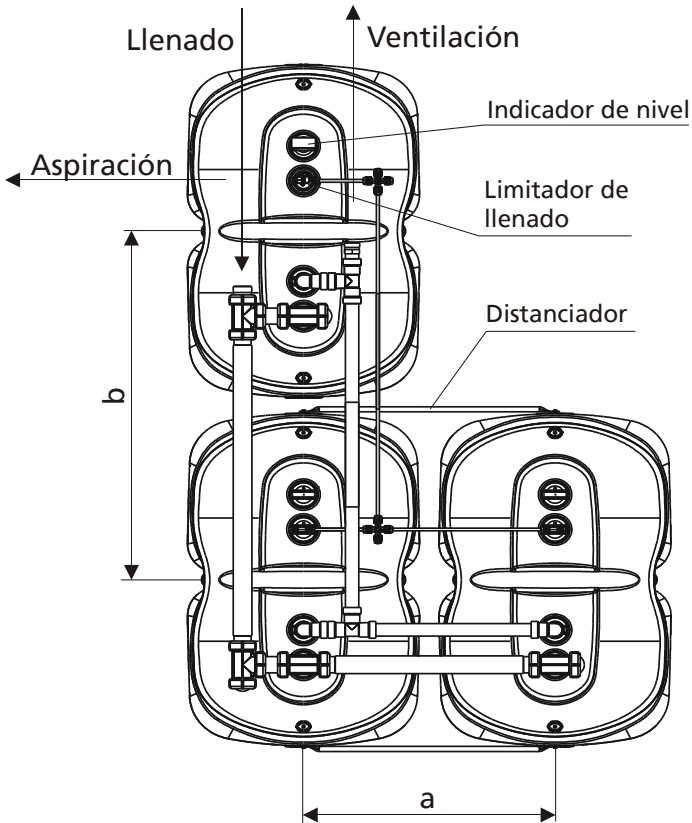 Llenado
Ventilación
Indicador de nivel
Aspiración
Limitador de
llenado
Distanciador
b
a